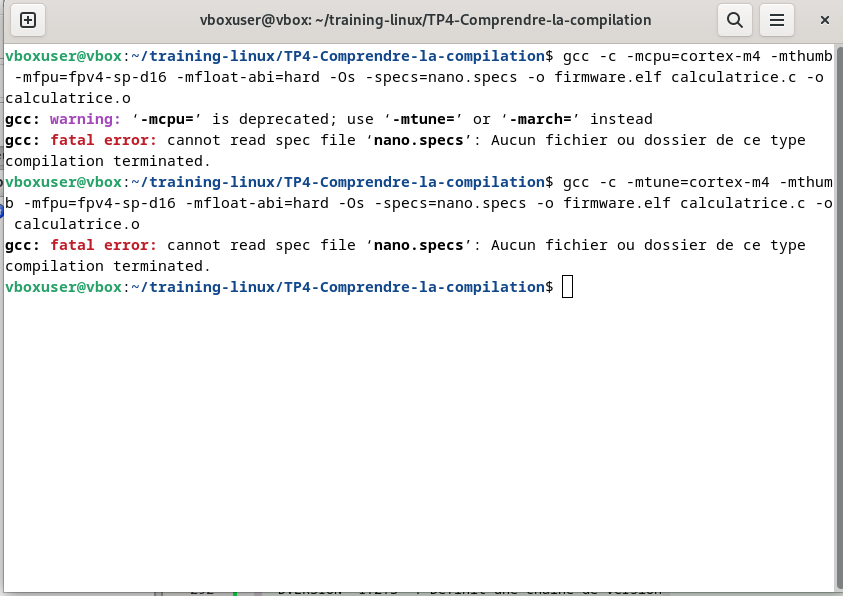 vboxuser@vbox: ~/training-linux/TP4-Comprendre-la-compilation
vboxuser@vbox:~/training-linux/TP4-Comprendre-la-compilation$ gcc -c -mcpu=cortex-m4 -mthumb
-mfpu=fpv4-sp-d16 -mfloat-abi=hard -Os -specs=nano.specs -o firmware.elf calculatrice.c -o
calculatrice.o
gcc: warning: ‘-mcpu=’ is deprecated; use ‘-mtune=’ or ‘-march=’ instead
gcc: fatal error: cannot read spec file ‘nano.specs’: Aucun fichier ou dossier de ce type
compilation terminated.
vboxuser@vbox:~/training-linux/TP4-Comprendre-la-compilation$ gcc -c -mtune=cortex-m4 -mthum
b -mfpu=fpv4-sp-d16 -mfloat-abi=hard -Os -specs=nano.specs -o firmware.elf calculatrice.c -o
calculatrice.o
gcc: fatal error: cannot read spec file ‘nano.specs’: Aucun fichier ou dossier de ce type
compilation terminated.
vboxuser@vbox:~/training-linux/TP4-Comprendre-la-compilation$